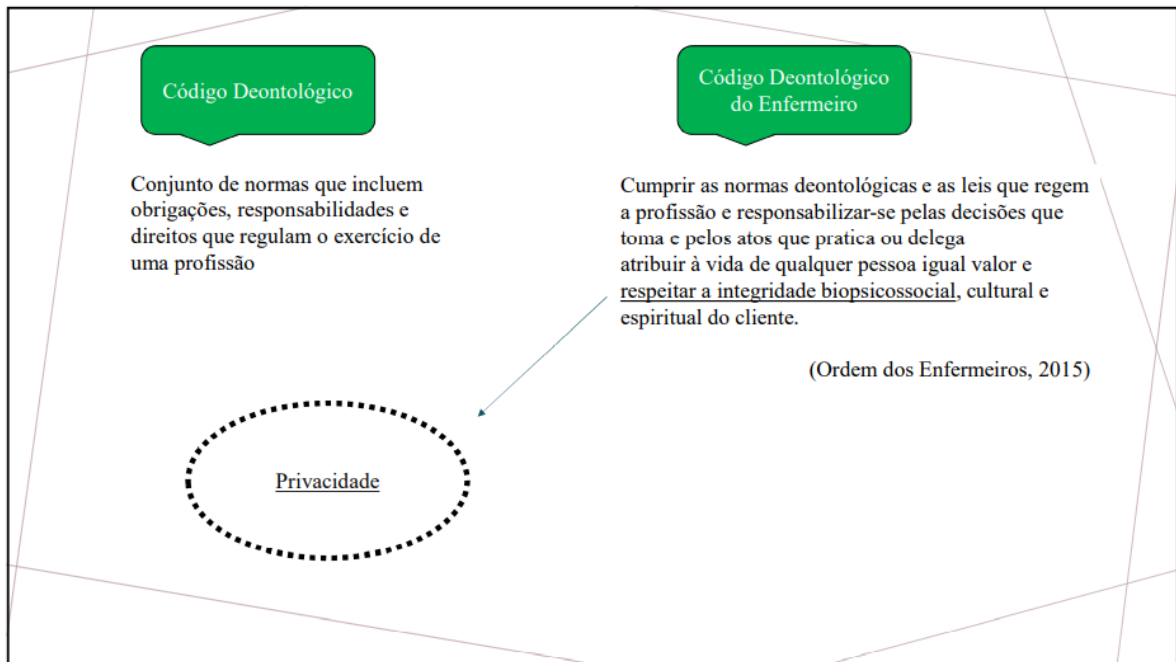 Código Deontológico
Conjunto de normas que incluem
obrigações, responsabilidades e
direitos que regulam o exercício de
uma profissão
Código Deontológico
do Enfermeiro
Cumprir as normas deontológicas e as leis que regem
a profissão e responsabilizar-se pelas decisões que
toma e pelos atos que pratica ou delega
atribuir à vida de qualquer pessoa igual valor e
respeitar a integridade biopsicossocial, cultural e
espiritual do cliente.
(Ordem dos Enfermeiros, 2015)
Privacidade